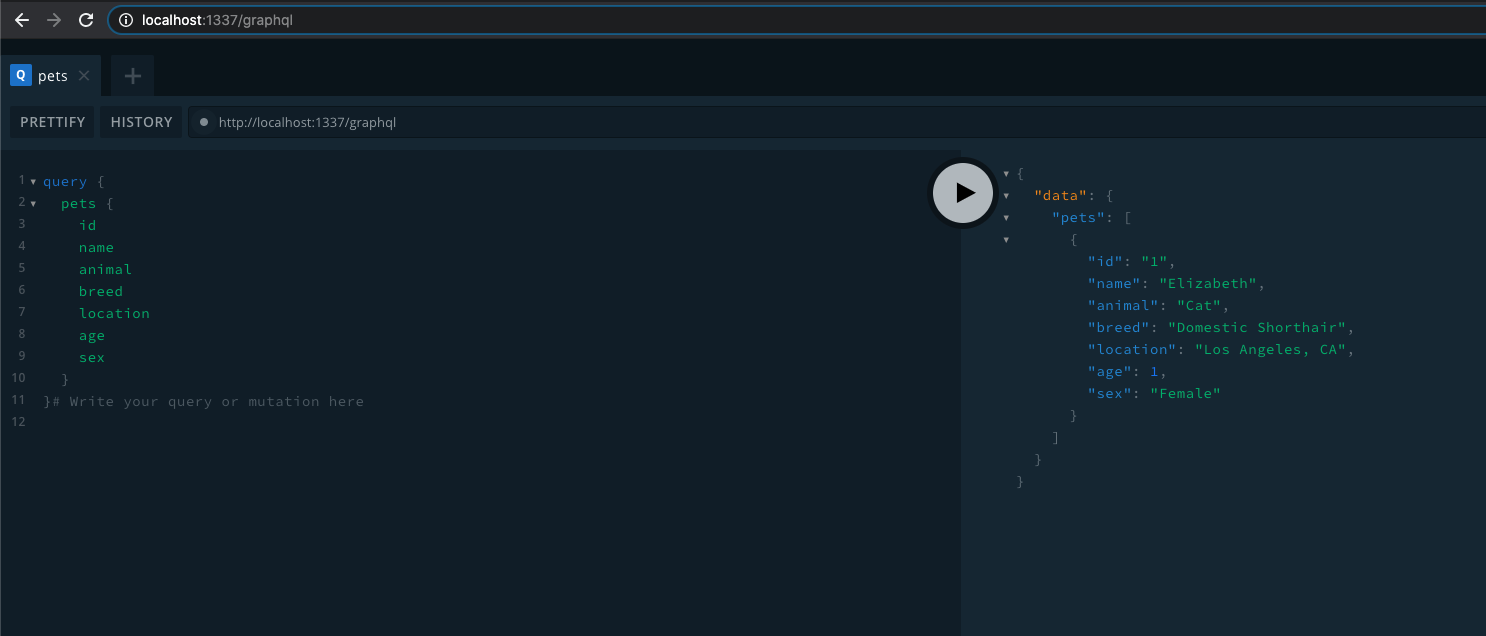 localhost:1337/graphql
Q pets
PRETTIFY HISTORY http://localhost:1337/graphql
1 query {
2 pets {
3 id
4 name
5 animal
6 breed
7 location
8 age
9 sex
10 }
11 }# Write your query or mutation here
12
{
"data": {
"pets": [
{
"id": "1",
"name": "Elizabeth",
"animal": "Cat",
"breed": "Domestic Shorthair",
"location": "Los Angeles, CA",
"age": 1,
"sex": "Female"
}
]
}
}